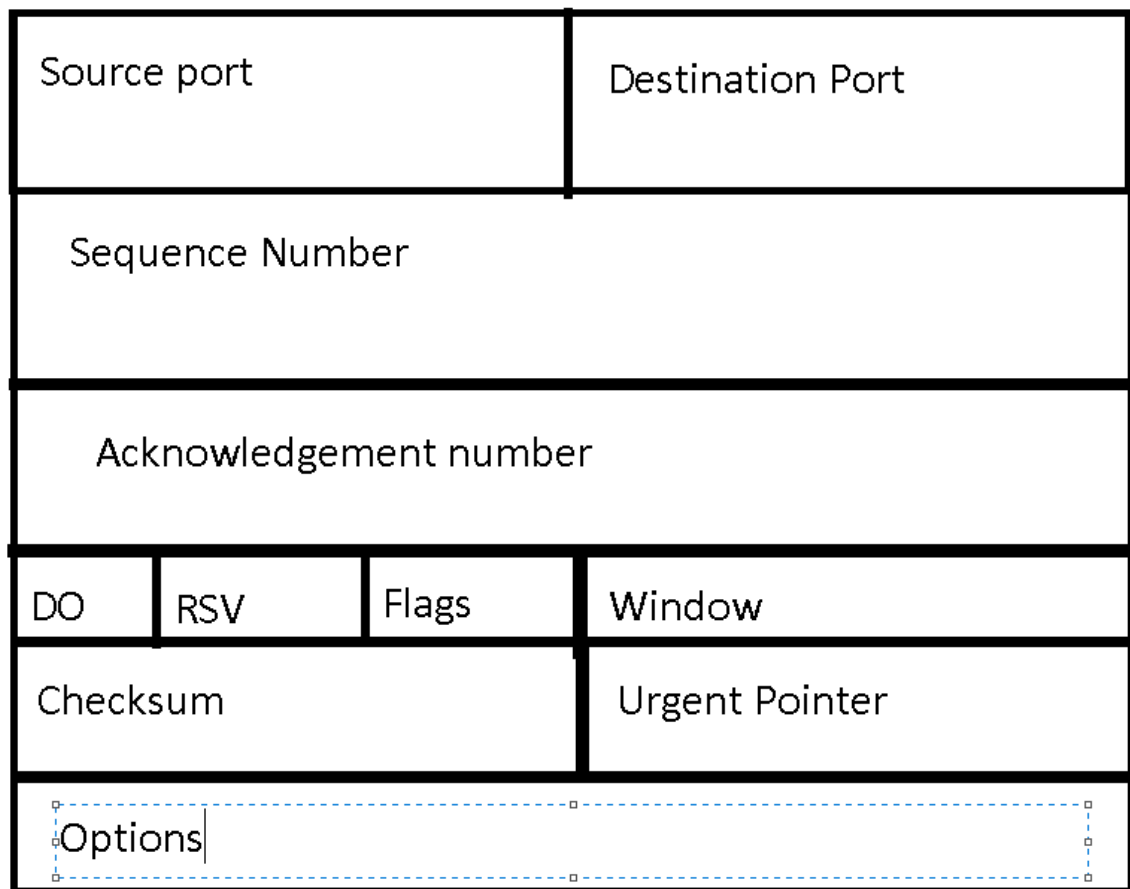 Source port
Destination Port
Sequence Number
Acknowledgement number
DO
RSV
Flags
Window
Checksum
Urgent Pointer
Options